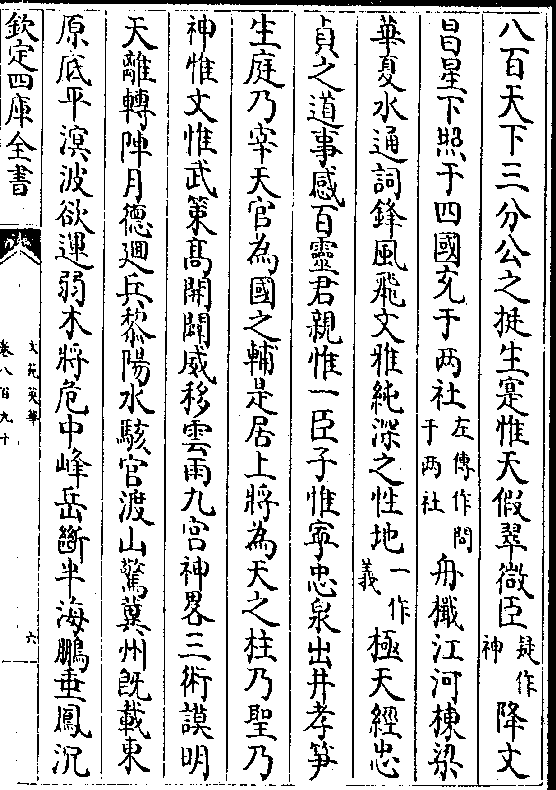 八百天下三分公之挺生寔惟天假翠微臣疑作神降文
昌星下照于四國充于两社左傳作間于两社舟檝江河棟梁
華夏水通詞鋒風飛文雅純深之性地一作義極天經忠
貞之道事感百靈君親惟一臣子惟寧忠泉出井孝笋
生庭乃宰天官為國之輔是居上將為天之柱乃聖乃
神惟文惟武策髙開闢威移雲雨九宫神畧三術謨明
天離轉陣月德廻兵黎陽水駭官渡山驚冀州旣載東
原底平溟波欲運弱木將危中峰岳斷半海鵬垂鳳沉
欽定四庫全書
文苑英華
卷八百九十
六